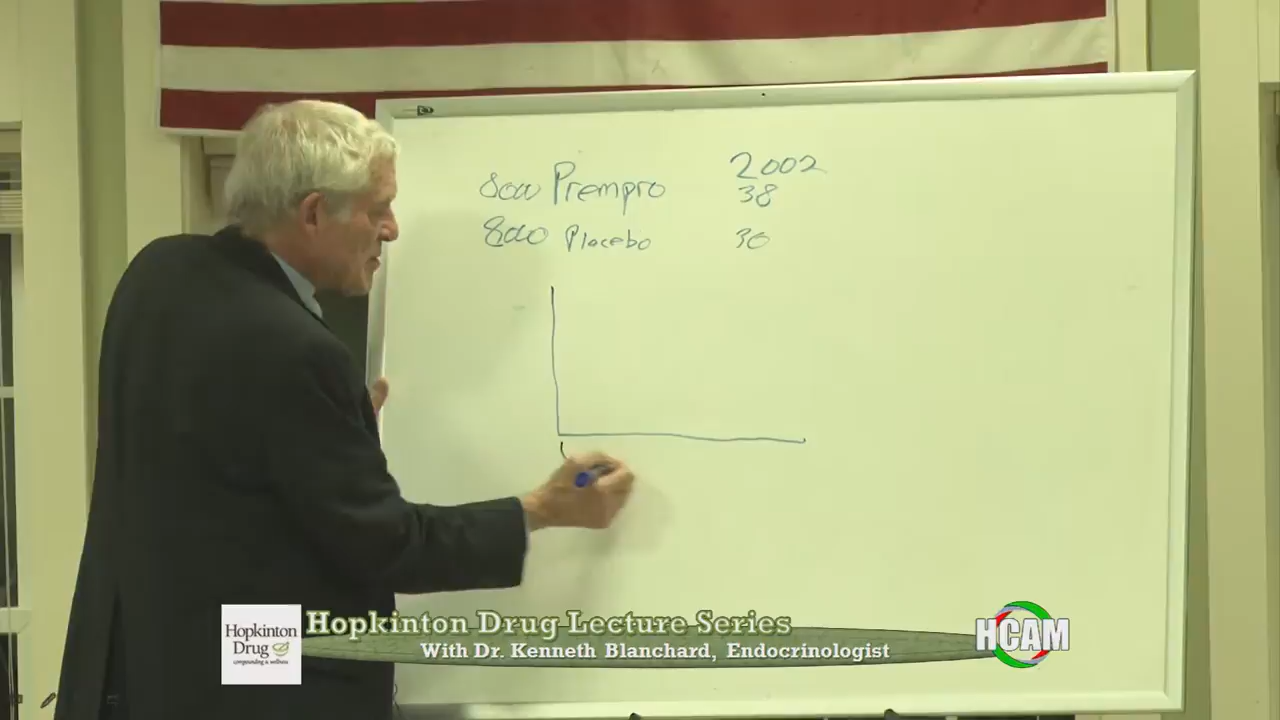 2002
8000 Prempro 38
8000 Placebo 30
Hopkinton Drug Lecture Series
With Dr. Kenneth Blanchard, Endocrinologist
Hopkinton
Drug
compounding & wellness
HCAM